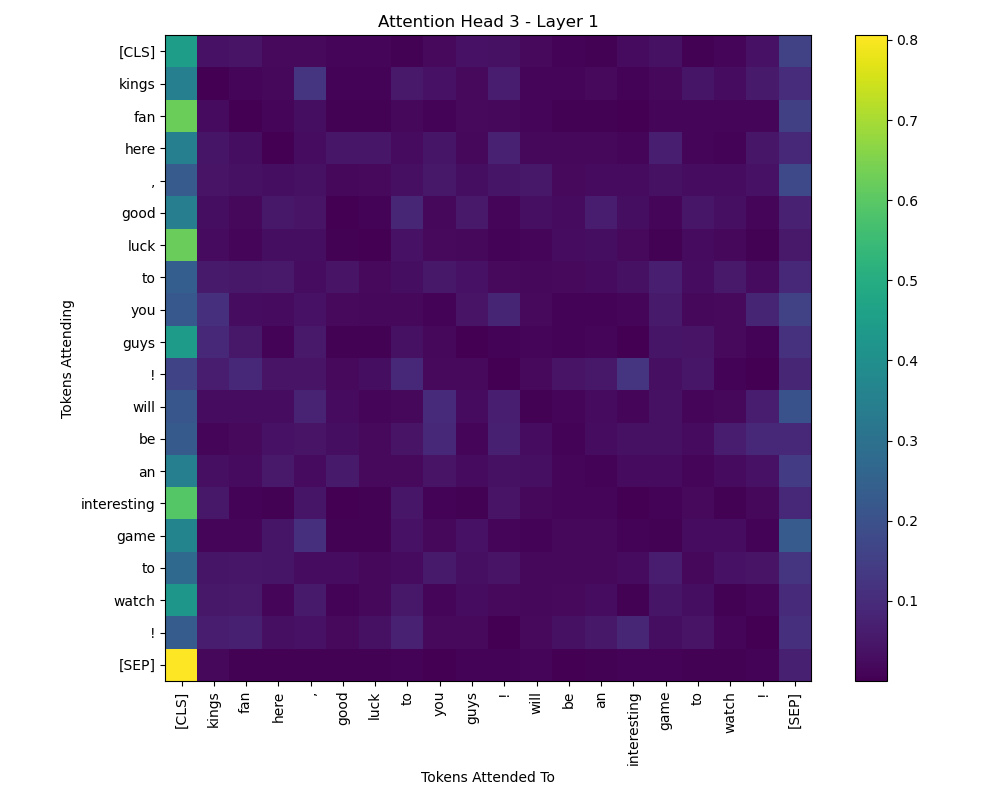 Attention Head 3 - Layer 1
Tokens Attending
[CLS]
kings
fan
here
,
good
luck
to
you
guys
!
will
be
an
interesting
game
to
watch
!
[SEP]
[CLS]
kings
fan
here
,
good
luck
to
you
guys
!
will
be
an
interesting
game
to
watch
!
[SEP]
Tokens Attended To
0.8
0.7
0.6
0.5
0.4
0.3
0.2
0.1